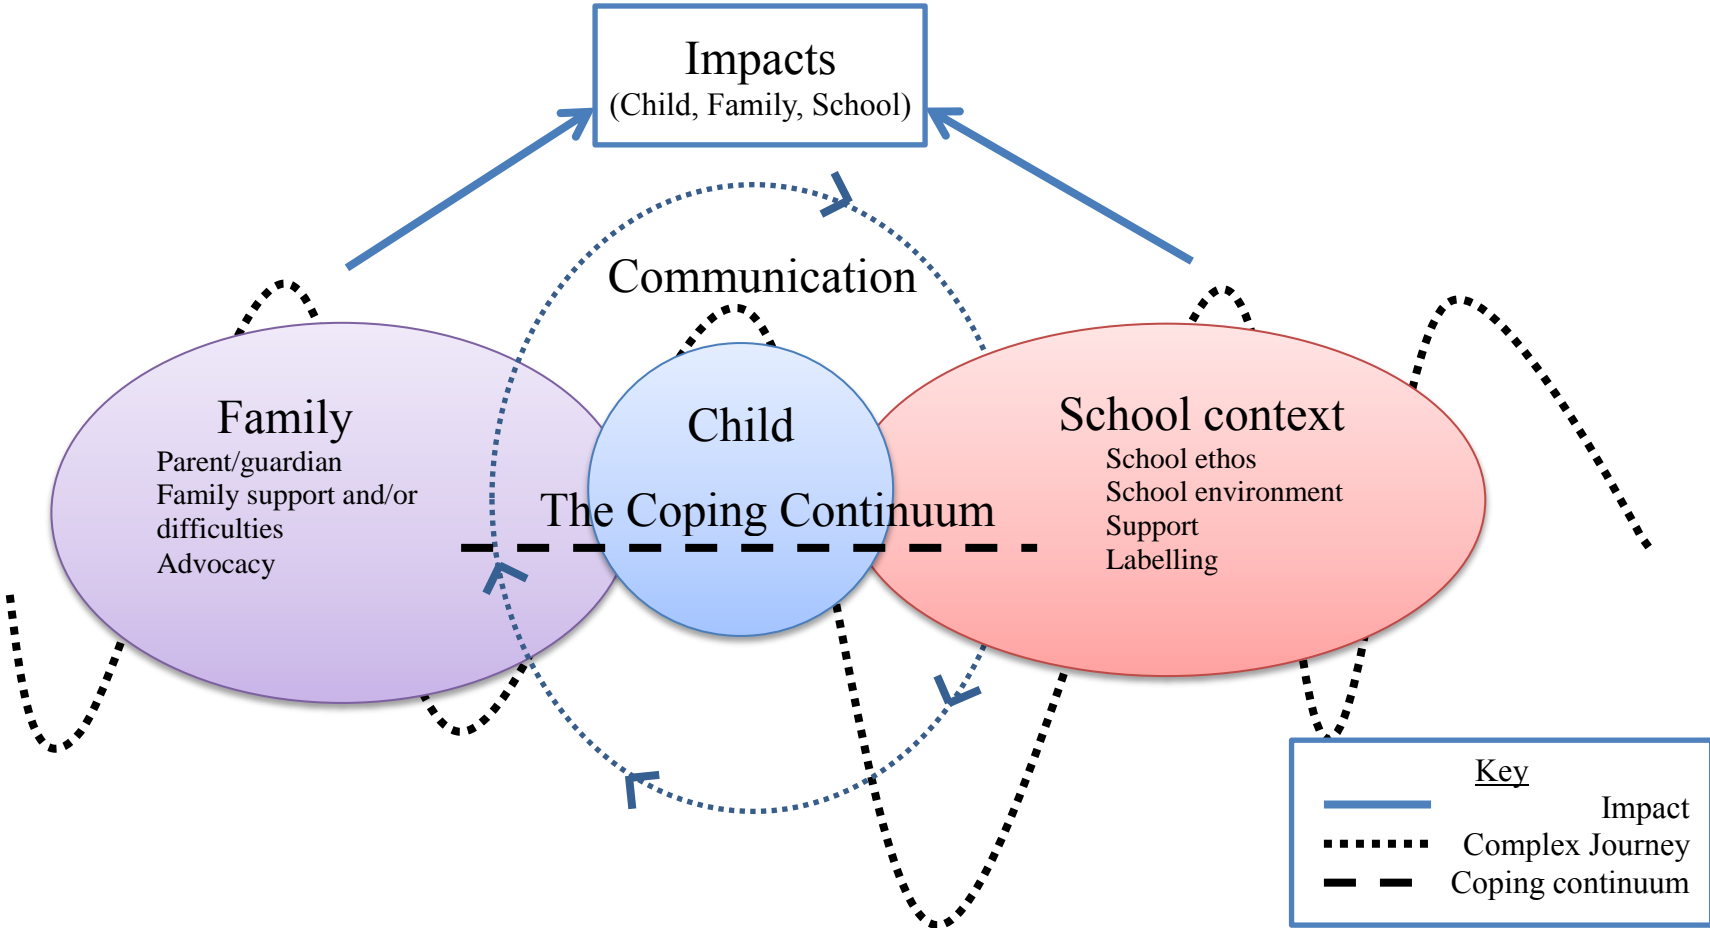 Impacts
(Child, Family, School)
Communication
Family
Parent/guardian
Family support and/or
difficulties
Advocacy
Child
The Coping Continuum
School context
School ethos
School environment
Support
Labelling
Key
Impact
Complex Journey
Coping continuum